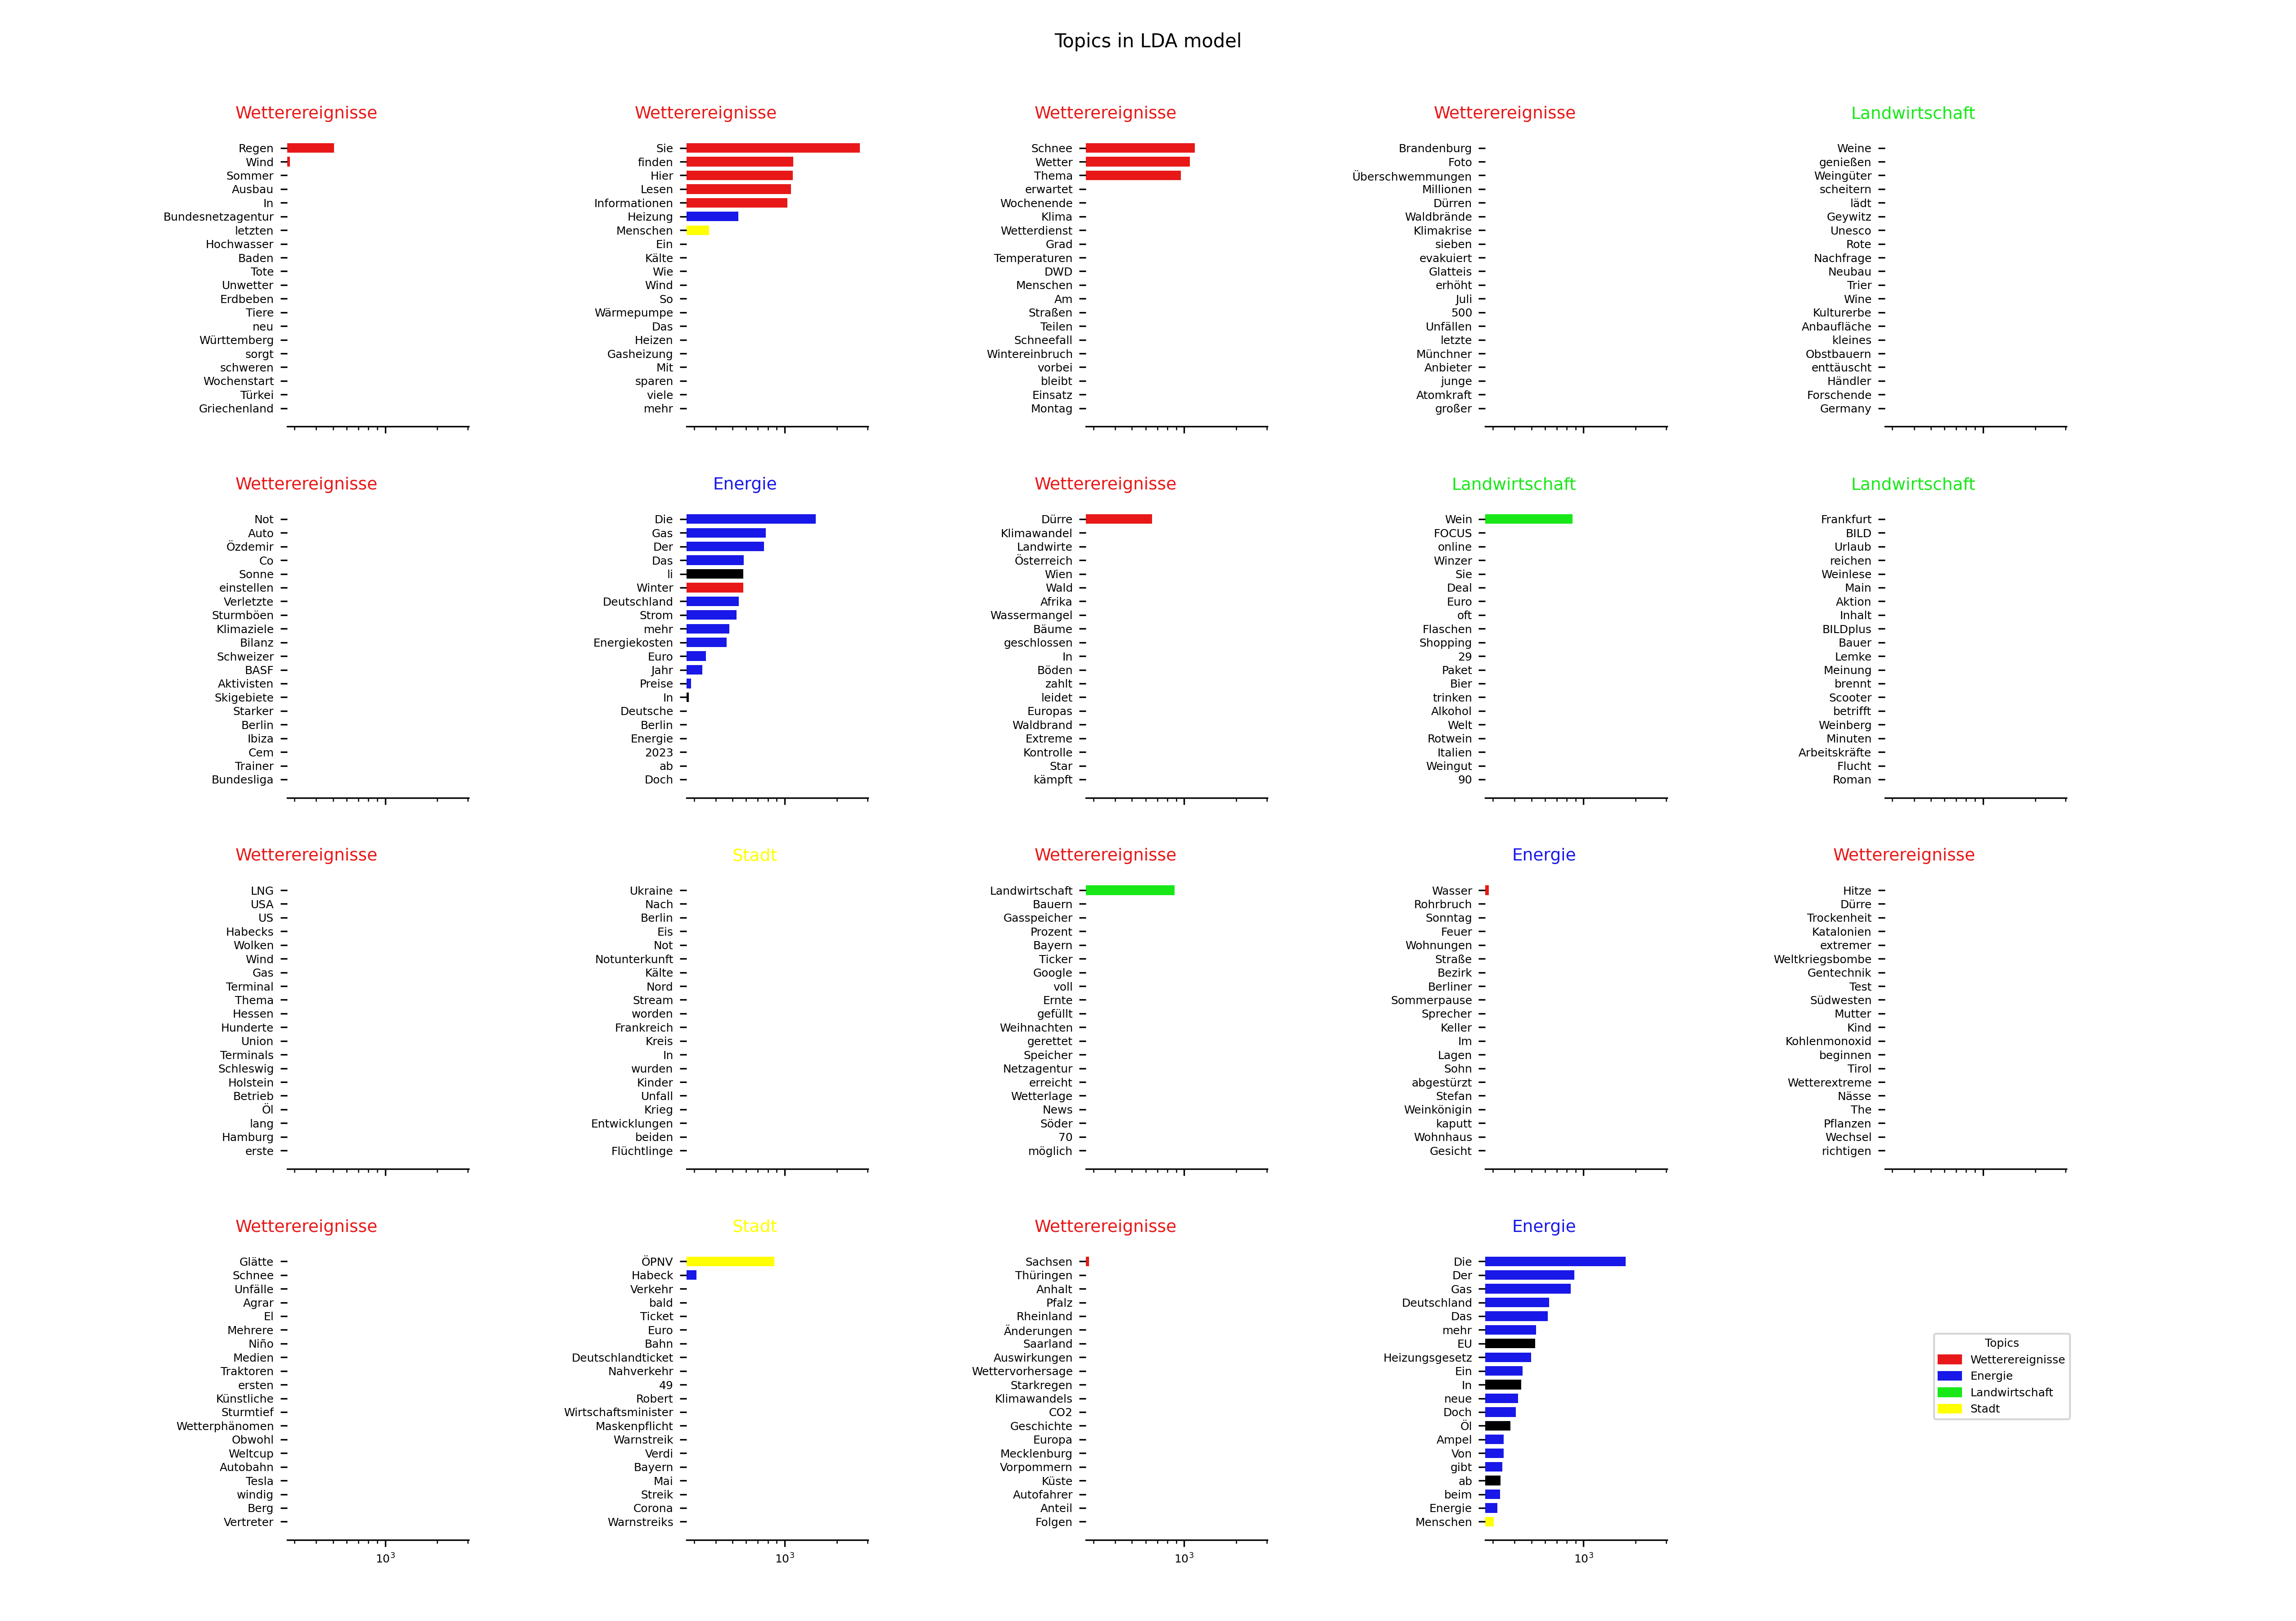 Topics in LDA model
Wetterereignisse
Regen
Wind
Sommer
Ausbau
In
Bundesnetzagentur
letzten
Hochwasser
Baden
Tote
Unwetter
Erdbeben
Tiere
neu
Württemberg
sorgt
schweren
Wochenstart
Türkei
Griechenland
Wetterereignisse
Sie
finden
Hier
Lesen
Informationen
Heizung
Menschen
Ein
Kälte
Wie
Wind
So
Wärmepumpe
Das
Heizen
Gasheizung
Mit
sparen
viele
mehr
Wetterereignisse
Schnee
Wetter
Thema
erwartet
Wochenende
Klima
Wetterdienst
Grad
Temperaturen
DWD
Menschen
Am
Straßen
Teilen
Schneefall
Wintereinbruch
vorbei
bleibt
Einsatz
Montag
Wetterereignisse
Brandenburg
Foto
Überschwemmungen
Millionen
Dürren
Waldbrände
Klimakrise
sieben
evakuiert
Glatteis
erhöht
Juli
500
Unfällen
letzte
Münchner
Anbieter
junge
Atomkraft
großer
Landwirtschaft
Weine
genießen
Weingüter
scheitern
lädt
Geywitz
Unesco
Rote
Nachfrage
Neubau
Trier
Wine
Kulturerbe
Anbaufläche
kleines
Obstbauern
enttäuscht
Händler
Forschende
Germany
Wetterereignisse
Not
Auto
Özdemir
Co
Sonne
einstellen
Verletzte
Sturmböen
Klimaziele
Bilanz
Schweizer
BASF
Aktivisten
Skigebiete
Starker
Berlin
Ibiza
Cem
Trainer
Bundesliga
Energie
Die
Gas
Der
Das
li
Winter
Deutschland
Strom
mehr
Energiekosten
Euro
Jahr
Preise
In
Deutsche
Berlin
Energie
2023
ab
Doch
Wetterereignisse
Dürre
Klimawandel
Landwirte
Österreich
Wien
Wald
Afrika
Wassermangel
Bäume
geschlossen
In
Böden
zahlt
leidet
Europas
Waldbrand
Extreme
Kontrolle
Star
kämpft
Landwirtschaft
Wein
FOCUS
online
Winzer
Sie
Deal
Euro
oft
Flaschen
Shopping
29
Paket
Bier
trinken
Alkohol
Welt
Rotwein
Italien
Weingut
90
Landwirtschaft
Frankfurt
BILD
Urlaub
reichen
Weinlese
Main
Aktion
Inhalt
BILDplus
Bauer
Lemke
Meinung
brennt
Scooter
betrifft
Weinberg
Minuten
Arbeitskräfte
Flucht
Roman
Wetterereignisse
LNG
USA
US
Habecks
Wolken
Wind
Gas
Terminal
Thema
Hessen
Hunderte
Union
Terminals
Schleswig
Holstein
Betrieb
Öl
lang
Hamburg
erste
Stadt
Ukraine
Nach
Berlin
Eis
Not
Notunterkunft
Kälte
Nord
Stream
worden
Frankreich
Kreis
In
wurden
Kinder
Unfall
Krieg
Entwicklungen
beiden
Flüchtlinge
Wetterereignisse
Landwirtschaft
Bauern
Gasspeicher
Prozent
Bayern
Ticker
Google
voll
Ernte
gefüllt
Weihnachten
gerettet
Speicher
Netzagentur
erreicht
Wetterlage
News
Söder
70
möglich
Energie
Wasser
Rohrbruch
Sonntag
Feuer
Wohnungen
Straße
Bezirk
Berliner
Sommerpause
Sprecher
Keller
Im
Lagen
Sohn
abgestürzt
Stefan
Weinkönigin
kaputt
Wohnhaus
Gesicht
Wetterereignisse
Hitze
Dürre
Trockenheit
Katalonien
extremer
Weltkriegsbombe
Gentechnik
Test
Südwesten
Mutter
Kind
Kohlenmonoxid
beginnen
Tirol
Wetterextreme
Nässe
The
Pflanzen
Wechsel
richtigen
Wetterereignisse
Glätte
Schnee
Unfälle
Agrar
El
Mehrere
Niño
Medien
Traktoren
ersten
Künstliche
Sturmtief
Wetterphänomen
Obwohl
Weltcup
Autobahn
Tesla
windig
Berg
Vertreter
10³
Stadt
ÖPNV
Habeck
Verkehr
bald
Ticket
Euro
Bahn
Deutschlandticket
Nahverkehr
49
Robert
Wirtschaftsminister
Maskenpflicht
Warnstreik
Verdi
Bayern
Mai
Streik
Corona
Warnstreiks
10³
Wetterereignisse
Sachsen
Thüringen
Anhalt
Pfalz
Rheinland
Änderungen
Saarland
Auswirkungen
Wettervorhersage
Starkregen
Klimawandels
CO2
Geschichte
Europa
Mecklenburg
Vorpommern
Küste
Autofahrer
Anteil
Folgen
10³
Energie
Die
Der
Gas
Deutschland
Das
mehr
EU
Heizungsgesetz
Ein
In
neue
Doch
Öl
Ampel
Von
gibt
ab
beim
Energie
Menschen
10³
Topics
Wetterereignisse
Energie
Landwirtschaft
Stadt